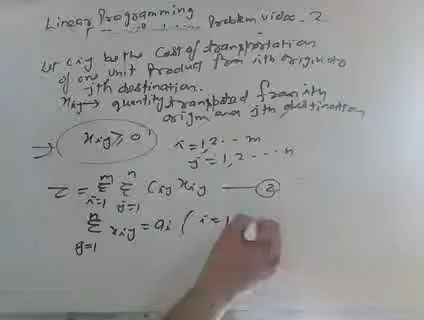 Linear Programming
Problem video - 2
Let Cij be the Cost of transportation
of one unit Product from ith origin to
jth destination.
xij → quantity transported from ith
origin and jth destination
→ xij ≥ 0
i = 1, 2 ... m
j = 1, 2 ... n
Z = Σ i=1 m Σ j=1 n Cij xij — 2
Σ j=1 n xij = ai ( i = 1